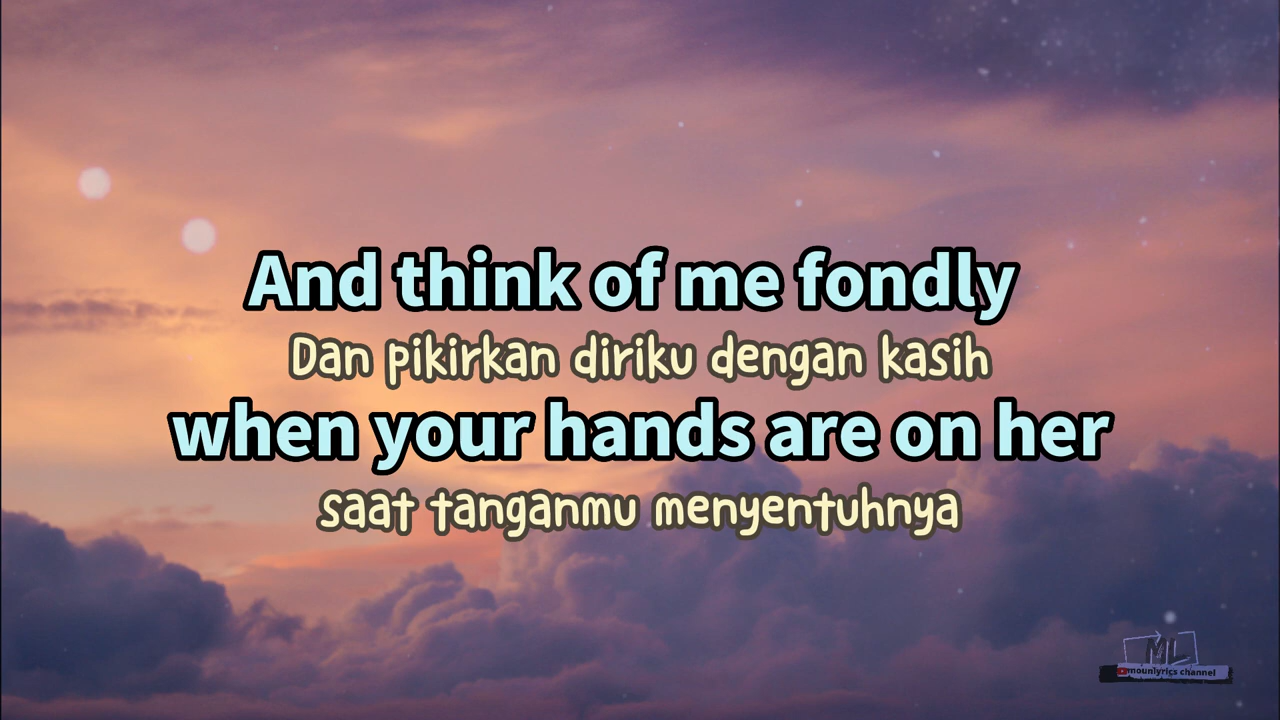 And think of me fondly
Dan pikirkan diriku dengan kasih
when your hands are on her
saat tanganmu menyentuhnya
ML
mounlyrics channel